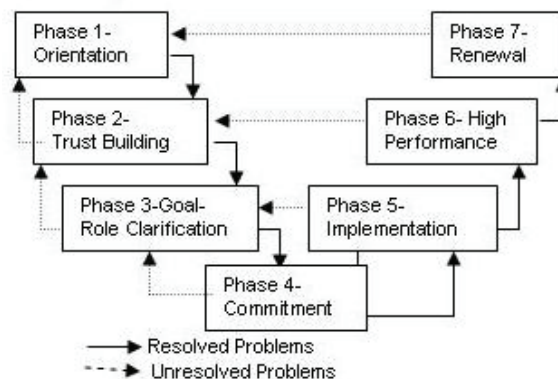 Phase 1-
Orientation
Phase 7-
Renewal
Phase 2-
Trust Building
Phase 6- High
Performance
Phase 3-Goal-
Role Clarification
Phase 5-
Implementation
Phase 4-
Commitment
Resolved Problems
Unresolved Problems